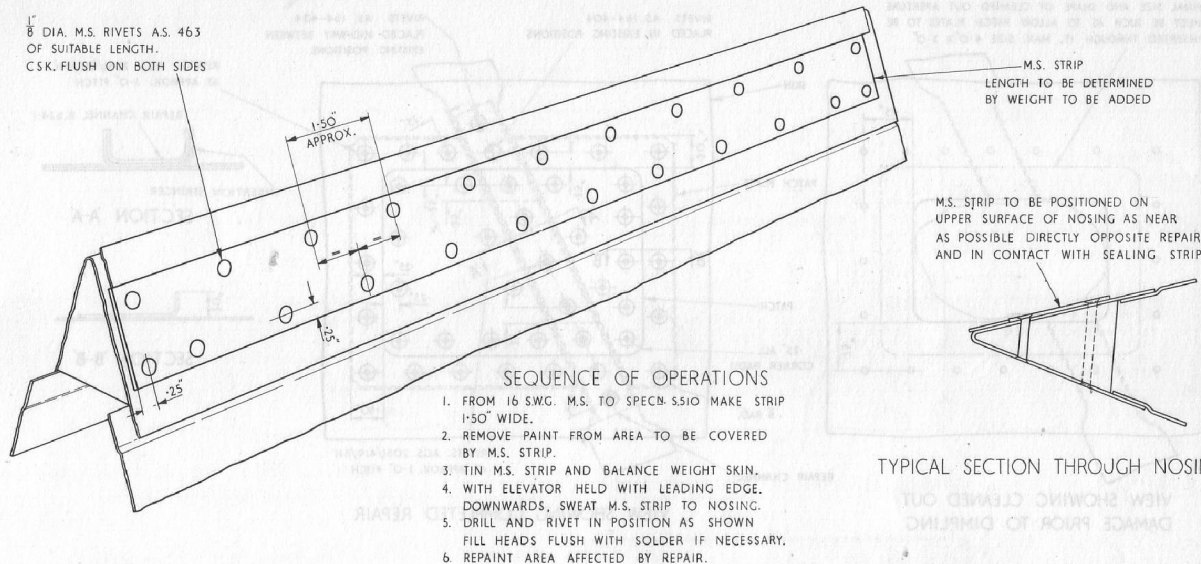 1"
8 DIA. M.S. RIVETS A.S. 463
OF SUITABLE LENGTH.
CSK. FLUSH ON BOTH SIDES
1·50"
APPROX.
M.S. STRIP
LENGTH TO BE DETERMINED
BY WEIGHT TO BE ADDED
M.S. STRIP TO BE POSITIONED ON
UPPER SURFACE OF NOSING AS NEAR
AS POSSIBLE DIRECTLY OPPOSITE REPAIR
AND IN CONTACT WITH SEALING STRIP
=
=
·25"
·25"
SEQUENCE OF OPERATIONS
1. FROM 16 S.W.G. M.S. TO SPECN. S.510 MAKE STRIP
1·50" WIDE.
2. REMOVE PAINT FROM AREA TO BE COVERED
BY M.S. STRIP.
3. TIN M.S. STRIP AND BALANCE WEIGHT SKIN.
4. WITH ELEVATOR HELD WITH LEADING EDGE.
DOWNWARDS, SWEAT M.S. STRIP TO NOSING.
5. DRILL AND RIVET IN POSITION AS SHOWN
FILL HEADS FLUSH WITH SOLDER IF NECESSARY.
6. REPAINT AREA AFFECTED BY REPAIR.
TYPICAL SECTION THROUGH NOSIN